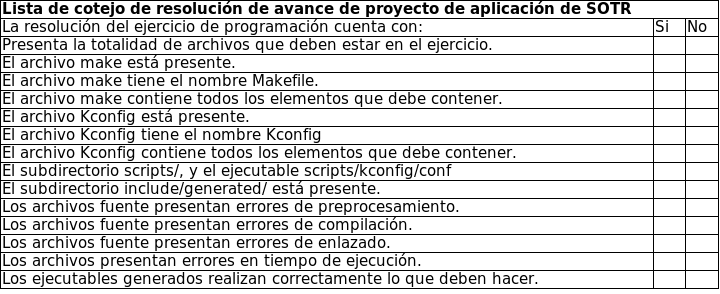 Lista de cotejo de resolución de avance de proyecto de aplicación de SOTR
La resolución del ejercicio de programación cuenta con: Si No
Presenta la totalidad de archivos que deben estar en el ejercicio.
El archivo make está presente.
El archivo make tiene el nombre Makefile.
El archivo make contiene todos los elementos que debe contener.
El archivo Kconfig está presente.
El archivo Kconfig tiene el nombre Kconfig
El archivo Kconfig contiene todos los elementos que debe contener.
El subdirectorio scripts/, y el ejecutable scripts/kconfig/conf
El subdirectorio include/generated/ está presente.
Los archivos fuente presentan errores de preprocesamiento.
Los archivos fuente presentan errores de compilación.
Los archivos fuente presentan errores de enlazado.
Los archivos presentan errores en tiempo de ejecución.
Los ejecutables generados realizan correctamente lo que deben hacer.